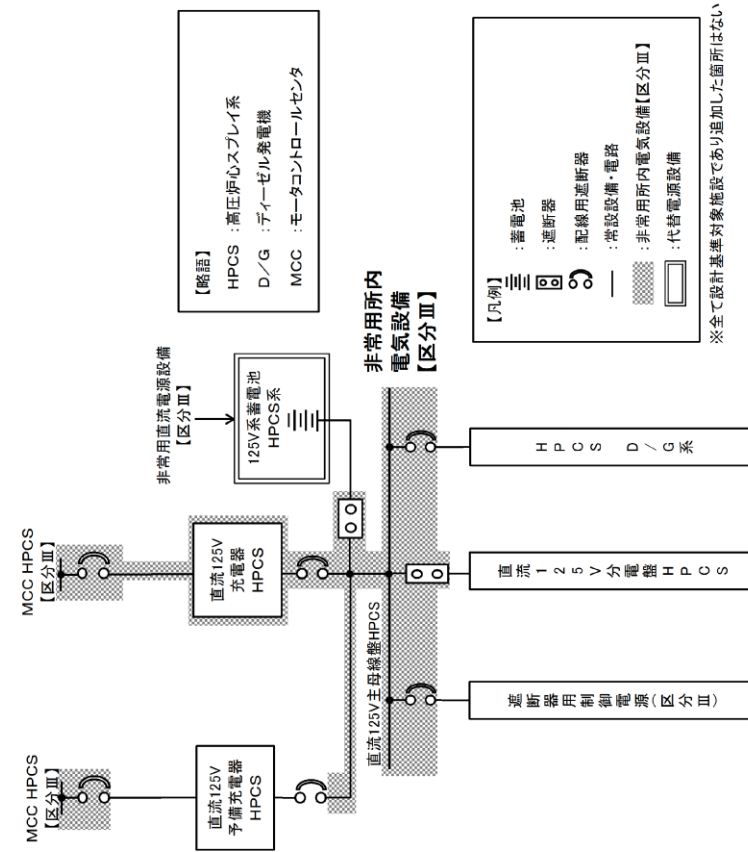 MCC HPCS
【区分Ⅲ】
MCC HPCS
【区分Ⅲ】
非常用直流電源設備
【区分Ⅲ】
直流125V
予備充電器
HPCS
直流125V
充電器
HPCS
125V系蓄電池
HPCS系
直流125V主母線盤HPCS
非常用所内
電気設備
【区分Ⅲ】
遮断器用制御電源(区分Ⅲ)
直流125V分電盤HPCS
HPCS D/G系
【略語】
HPCS :高圧炉心スプレイ系
D/G :ディーゼル発電機
MCC :モータコントロールセンタ
【凡例】
:蓄電池
:遮断器
:配線用遮断器
:常設設備・電路
:非常用所内電気設備【区分Ⅲ】
:代替電源設備
※全て設計基準対象施設であり追加した箇所はない